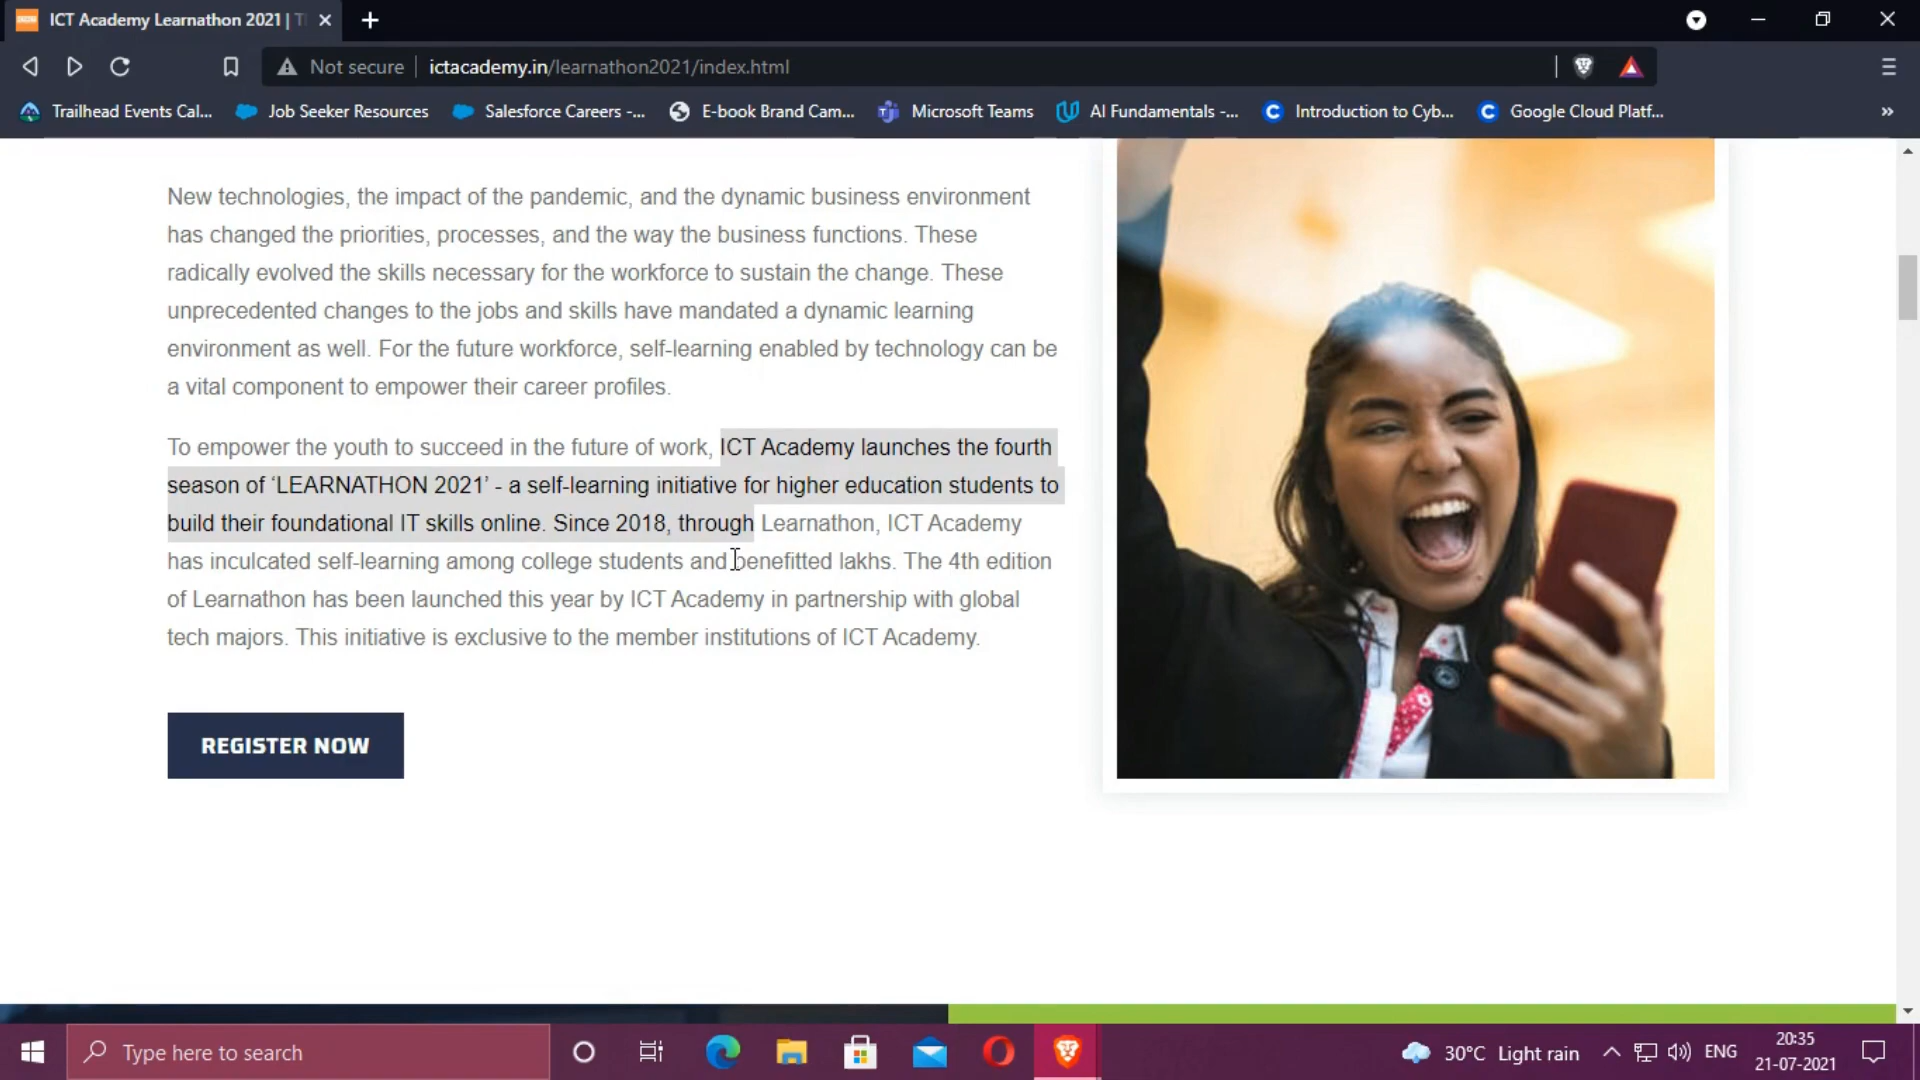 ICT Academy Learnathon 2021 | T
Not secure
ictacademy.in/learnathon2021/index.html
Trailhead Events Cal...
Job Seeker Resources
Salesforce Careers -...
E-book Brand Cam...
Microsoft Teams
AI Fundamentals -...
Introduction to Cyb...
Google Cloud Platf...
New technologies, the impact of the pandemic, and the dynamic business environment
has changed the priorities, processes, and the way the business functions. These
radically evolved the skills necessary for the workforce to sustain the change. These
unprecedented changes to the jobs and skills have mandated a dynamic learning
environment as well. For the future workforce, self-learning enabled by technology can be
a vital component to empower their career profiles.
To empower the youth to succeed in the future of work, ICT Academy launches the fourth
season of ‘LEARNATHON 2021’ - a self-learning initiative for higher education students to
build their foundational IT skills online. Since 2018, through Learnathon, ICT Academy
has inculcated self-learning among college students and benefitted lakhs. The 4th edition
of Learnathon has been launched this year by ICT Academy in partnership with global
tech majors. This initiative is exclusive to the member institutions of ICT Academy.
REGISTER NOW
Type here to search
30°C Light rain
ENG
20:35
21-07-2021